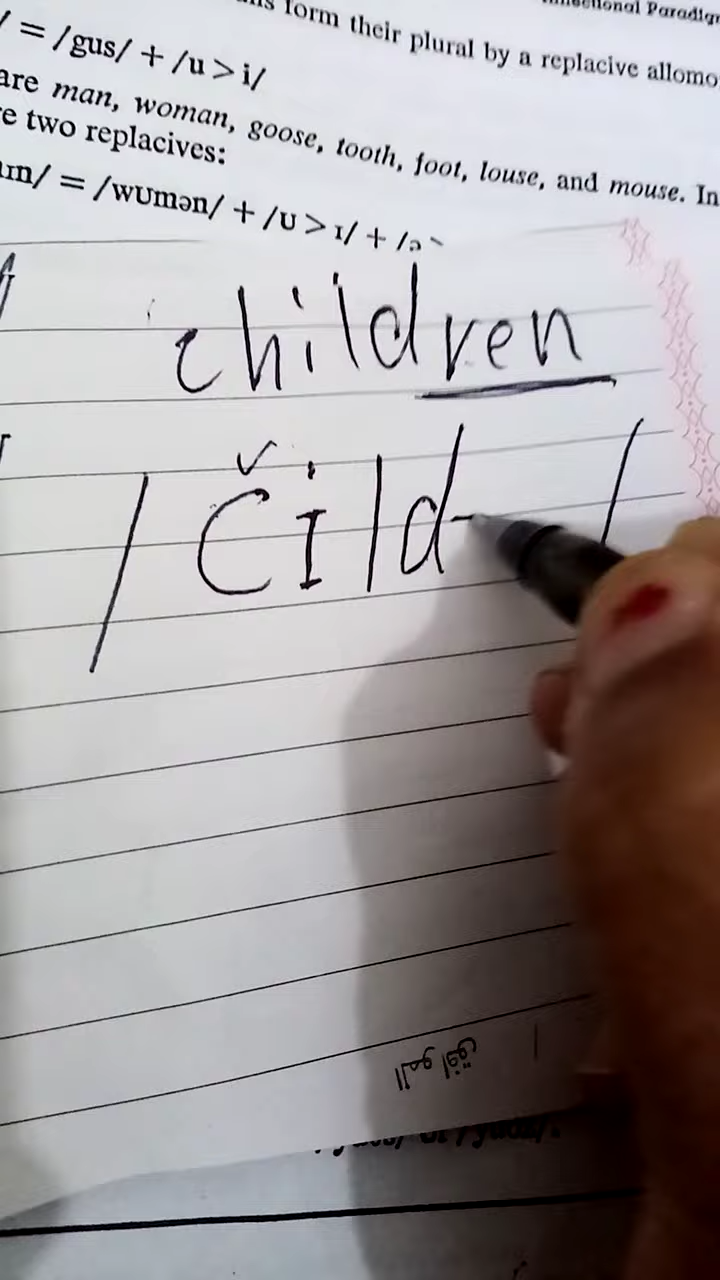 form their plural by a replacive
/ = /gus/ + /u > i/
are man, woman, goose, tooth, foot, louse, and mouse. In
two replacives:
/ = /wʊmən/ + /ʊ > ɪ/ +
children
/ čɪld- /
الموافق